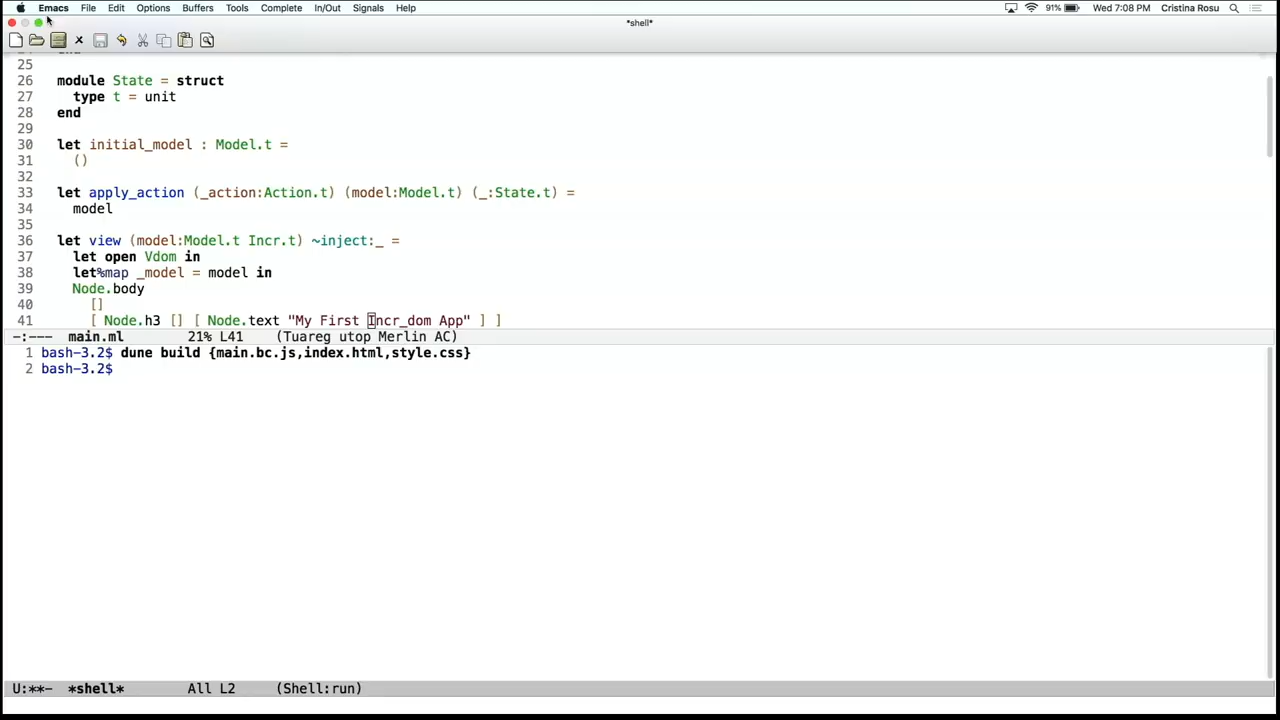 Emacs File Edit Options Buffers Tools Complete In/Out Signals Help 91% Wed 7:08 PM Cristina Rosu
*shell*
25
26 module State = struct
27 type t = unit
28 end
29
30 let initial_model : Model.t =
31 ()
32
33 let apply_action (_action:Action.t) (model:Model.t) (_:State.t) =
34 model
35
36 let view (model:Model.t Incr.t) ~inject:_ =
37 let open Vdom in
38 let%map _model = model in
39 Node.body
40 []
41 [ Node.h3 [] [ Node.text "My First Incr_dom App" ] ]
-:--- main.ml 21% L41 (Tuareg utop Merlin AC)
1 bash-3.2$ dune build {main.bc.js,index.html,style.css}
2 bash-3.2$
U:**- *shell* All L2 (Shell:run)